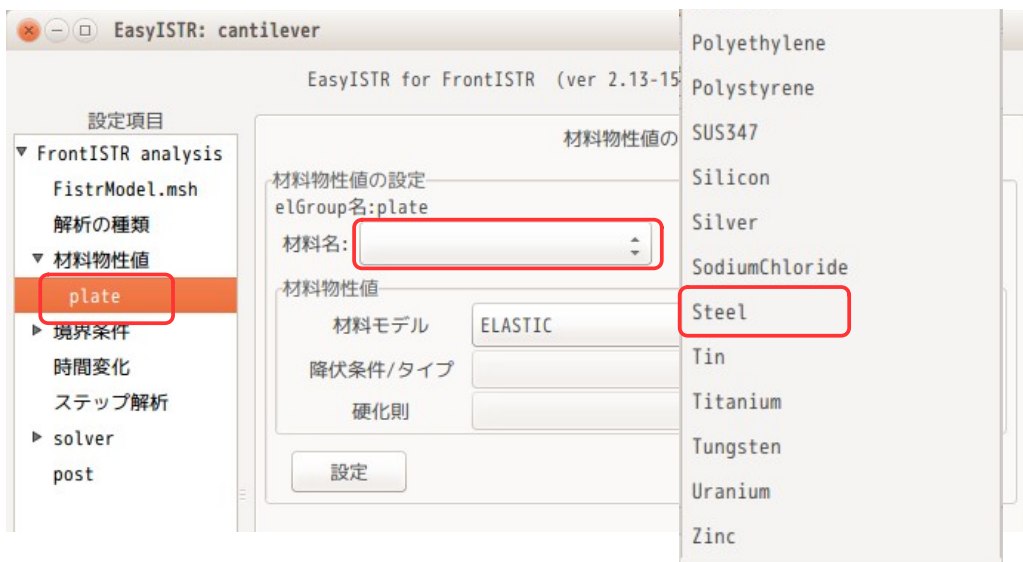 EasyISTR: cantilever
EasyISTR for FrontISTR (ver 2.13-15
設定項目
FrontISTR analysis
FistrModel.msh
解析の種類
材料物性値
plate
境界条件
時間変化
ステップ解析
solver
post
材料物性値の
材料物性値の設定
elGroup名:plate
材料名:
材料物性値
材料モデル
ELASTIC
降伏条件/タイプ
硬化則
設定
Polyethylene
Polystyrene
SUS347
Silicon
Silver
SodiumChloride
Steel
Tin
Titanium
Tungsten
Uranium
Zinc